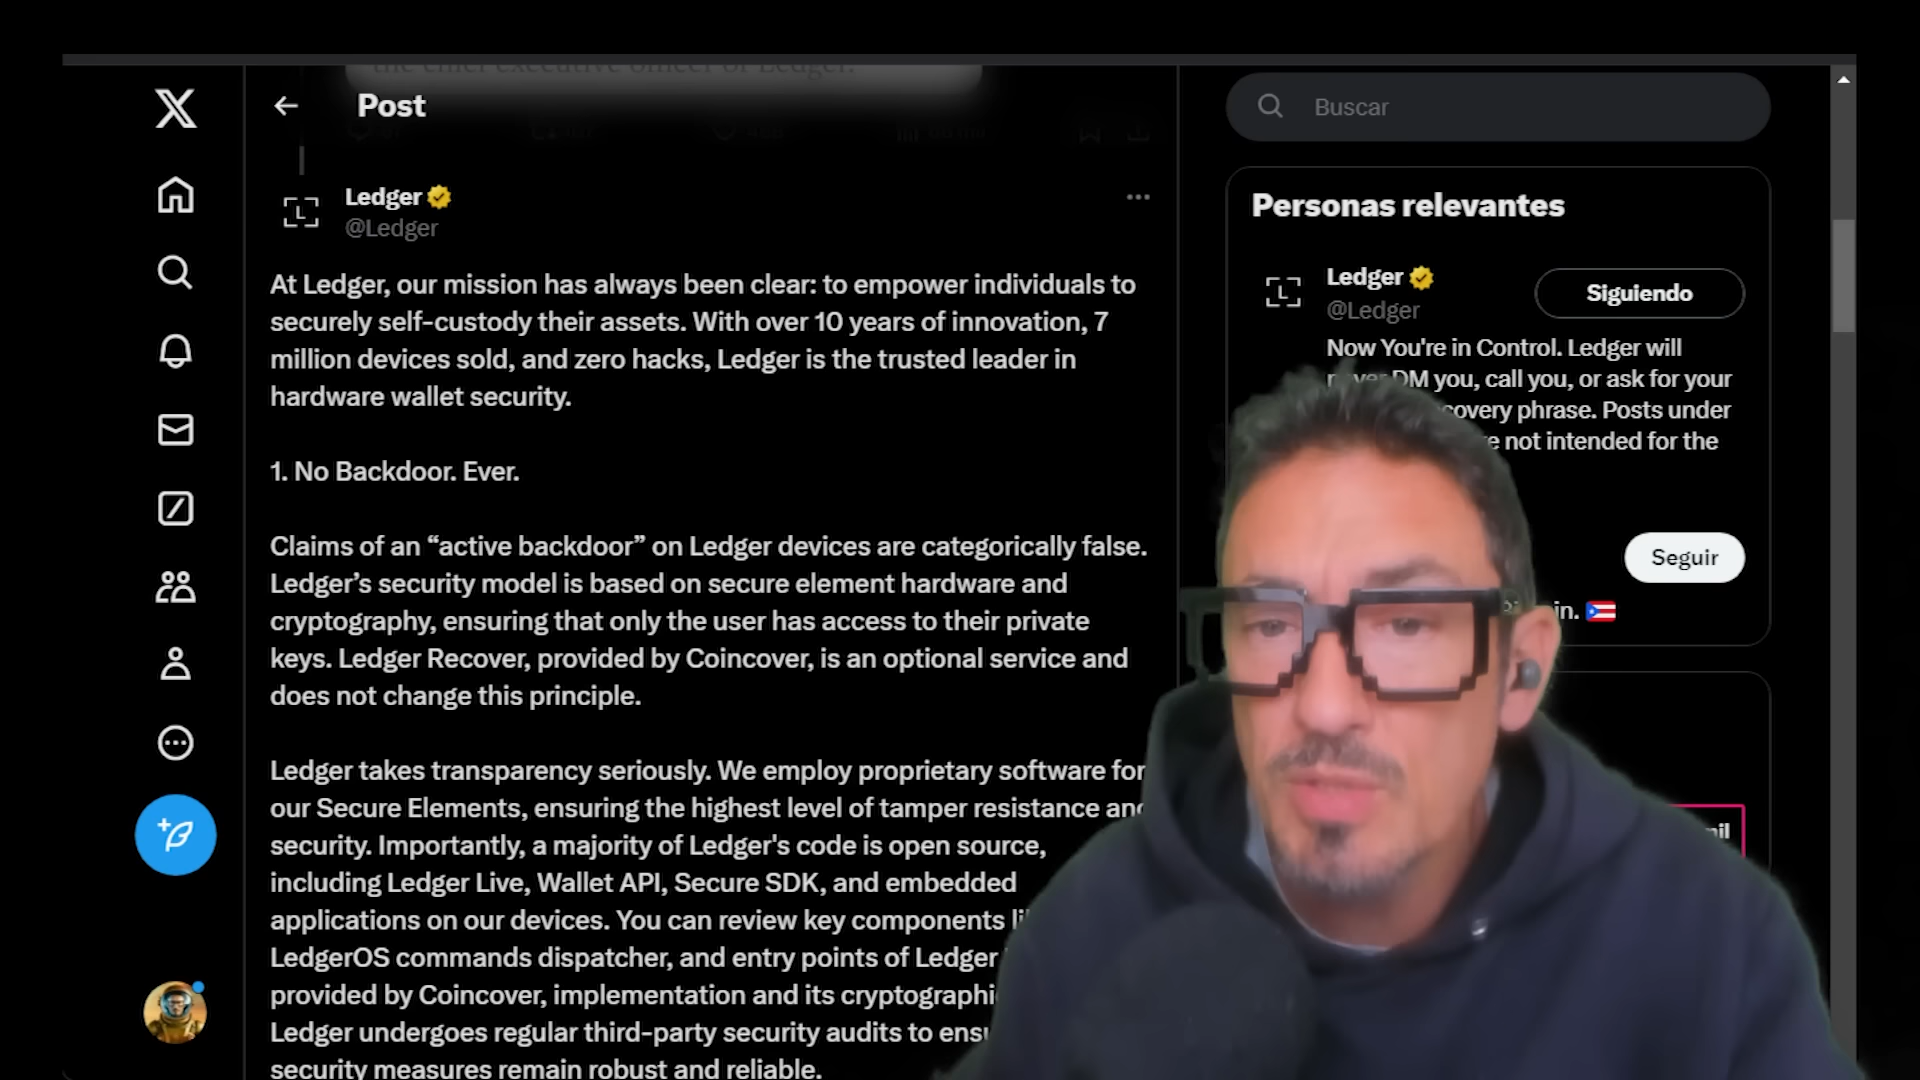 the chief executive officer of Ledger.
Post
Buscar
Ledger
@Ledger
At Ledger, our mission has always been clear: to empower individuals to
securely self-custody their assets. With over 10 years of innovation, 7
million devices sold, and zero hacks, Ledger is the trusted leader in
hardware wallet security.
1. No Backdoor. Ever.
Claims of an “active backdoor” on Ledger devices are categorically false.
Ledger’s security model is based on secure element hardware and
cryptography, ensuring that only the user has access to their private
keys. Ledger Recover, provided by Coincover, is an optional service and
does not change this principle.
Ledger takes transparency seriously. We employ proprietary software for
our Secure Elements, ensuring the highest level of tamper resistance and
security. Importantly, a majority of Ledger's code is open source,
including Ledger Live, Wallet API, Secure SDK, and embedded
applications on our devices. You can review key components
LedgerOS commands dispatcher, and entry points of Ledger
provided by Coincover, implementation and its
Ledger undergoes regular third-party security audits to
security measures remain robust and reliable.
Personas relevantes
Ledger
@Ledger
Siguiendo
Now You're in Control. Ledger will
never DM you, call you, or ask for your
covery phrase. Posts under
not intended for the
Seguir
in.